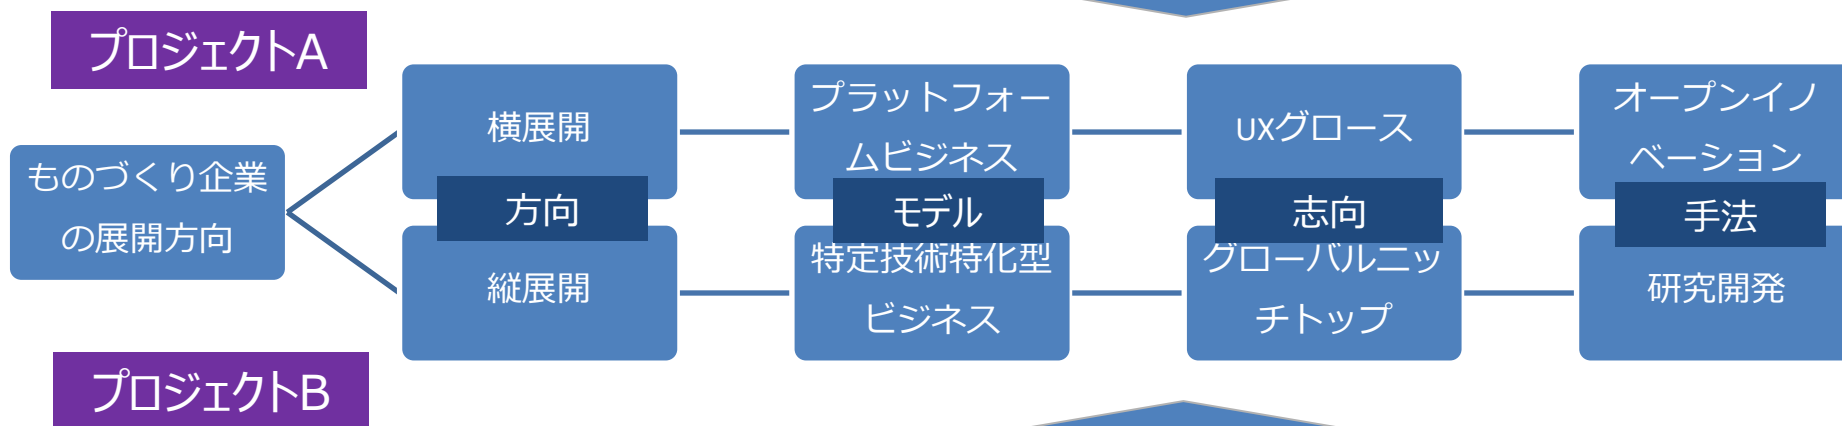 プロジェクトA
横展開
プラットフォー
ムビジネス
UXグロース
オープンイノ
ベーション
ものづくり企業
の展開方向
方向
モデル
志向
手法
縦展開
特定技術特化型
ビジネス
グローバルニッ
チトップ
研究開発
プロジェクトB